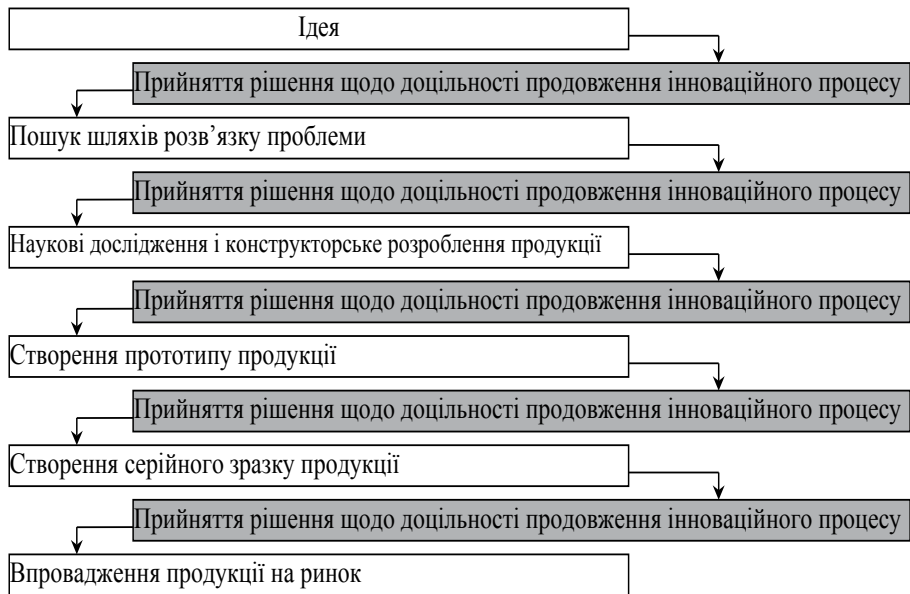 Ідея
Прийняття рішення щодо доцільності продовження інноваційного процесу
Пошук шляхів розв’язку проблеми
Прийняття рішення щодо доцільності продовження інноваційного процесу
Наукові дослідження і конструкторське розроблення продукції
Прийняття рішення щодо доцільності продовження інноваційного процесу
Створення прототипу продукції
Прийняття рішення щодо доцільності продовження інноваційного процесу
Створення серійного зразку продукції
Прийняття рішення щодо доцільності продовження інноваційного процесу
Впровадження продукції на ринок